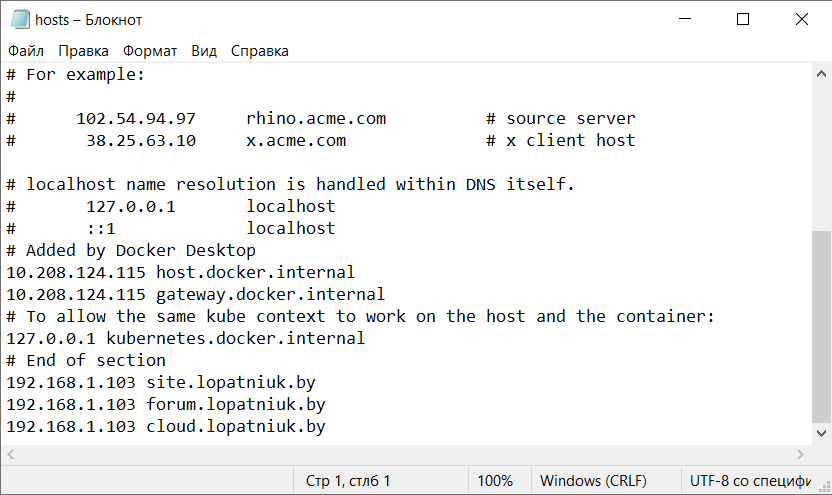 hosts – Блокнот
Файл Правка Формат Вид Справка
# For example:
#
#      102.54.94.97     rhino.acme.com          # source server
#       38.25.63.10     x.acme.com              # x client host

# localhost name resolution is handled within DNS itself.
#       127.0.0.1       localhost
#       ::1             localhost
# Added by Docker Desktop
10.208.124.115 host.docker.internal
10.208.124.115 gateway.docker.internal
# To allow the same kube context to work on the host and the container:
127.0.0.1 kubernetes.docker.internal
# End of section
192.168.1.103 site.lopatniuk.by
192.168.1.103 forum.lopatniuk.by
192.168.1.103 cloud.lopatniuk.by
Стр 1, стлб 1 100% Windows (CRLF) UTF-8 со специфи